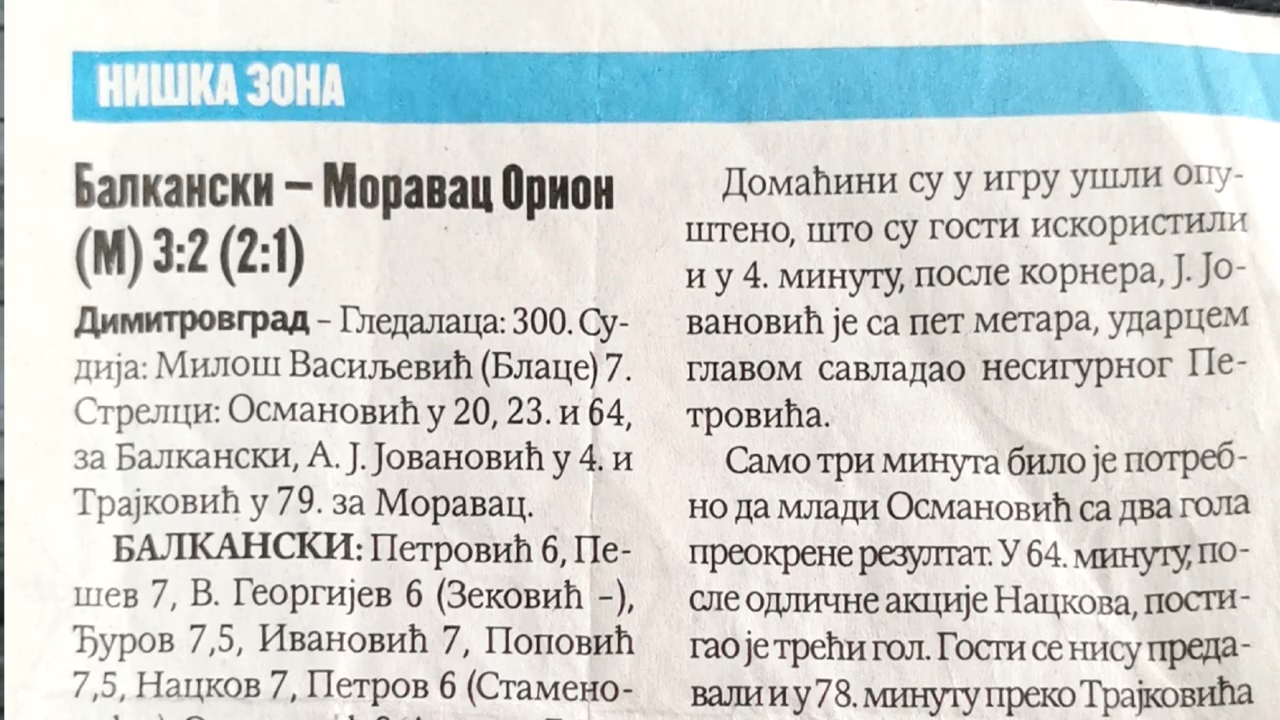 НИШКА ЗОНА
Балкански – Моравац Орион
(М) 3:2 (2:1)
Димитровград – Гледалаца: 300. Су-
дија: Милош Васиљевић (Блаце) 7.
Стрелци: Османовић у 20, 23. и 64,
за Балкански, А. Ј. Јовановић у 4. и
Трајковић у 79. за Моравац.
БАЛКАНСКИ: Петровић 6, Пе-
шев 7, В. Георгијев 6 (Зековић –),
Ђуров 7,5, Ивановић 7, Поповић
7,5, Нацков 7, Петров 6 (Стамено-
Домаћини су у игру ушли опу-
штено, што су гости искористили
и у 4. минуту, после корнера, Ј. Јо-
вановић је са пет метара, ударцем
главом савладао несигурног Пе-
тровића.
Само три минута било је потреб-
но да млади Османовић са два гола
преокрене резултат. У 64. минуту, по-
сле одличне акције Нацкова, пости-
гао је трећи гол. Гости се нису преда-
вали и у 78. минуту преко Трајковића